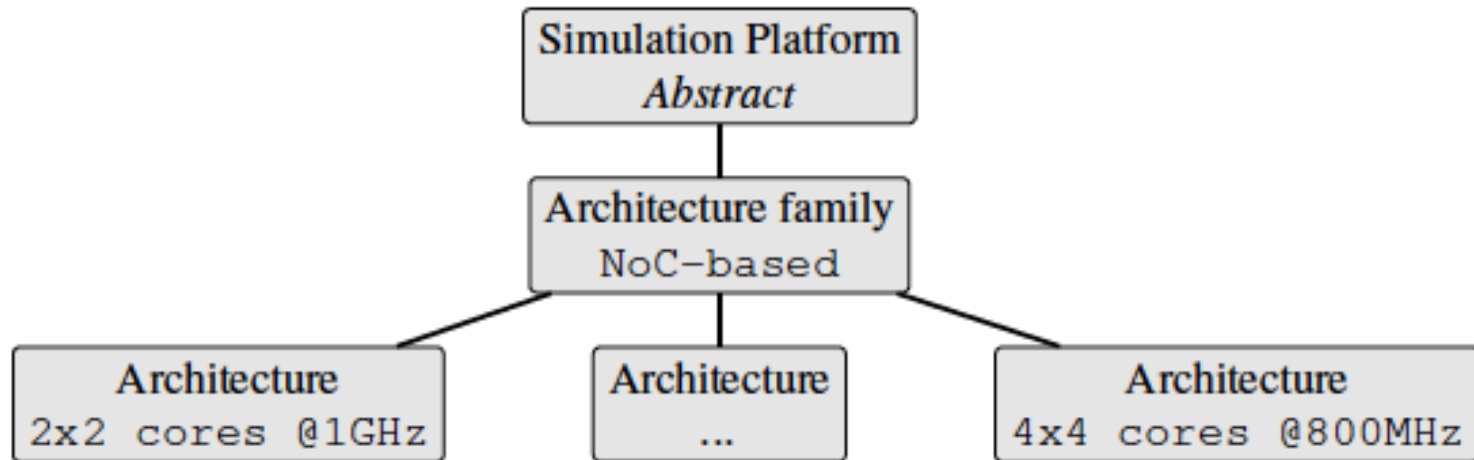 Simulation Platform
Abstract
Architecture family
NoC-based
Architecture
2x2 cores @1GHz
Architecture
...
Architecture
4x4 cores @800MHz